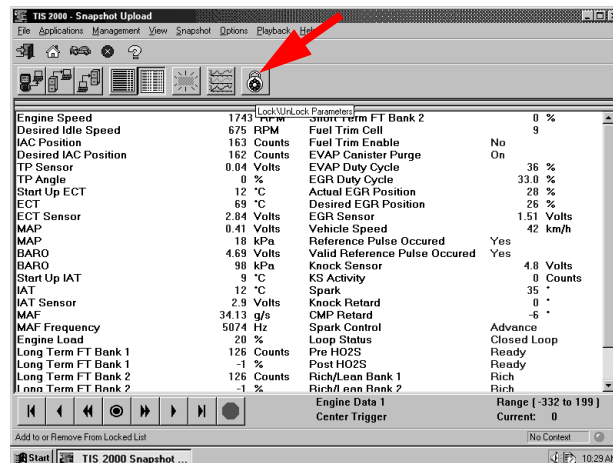 TIS 2000 - Snapshot Upload
File Applications Management View Snapshot Options Playback Help
Lock\UnLock Parameters
Engine Speed 1743 RPM Short Term FT Bank 2 0 %
Desired Idle Speed 675 RPM Fuel Trim Cell 9
IAC Position 163 Counts Fuel Trim Enable No
Desired IAC Position 162 Counts EVAP Canister Purge On
TP Sensor 0.04 Volts EVAP Duty Cycle 36 %
TP Angle 0 % EGR Duty Cycle 33.0 %
Start Up ECT 12 °C Actual EGR Position 28 %
ECT 69 °C Desired EGR Position 26 %
ECT Sensor 2.84 Volts EGR Sensor 1.51 Volts
MAP 0.41 Volts Vehicle Speed 42 km/h
MAP 18 kPa Reference Pulse Occured Yes
BARO 4.69 Volts Valid Reference Pulse Occured Yes
BARO 98 kPa Knock Sensor 4.8 Volts
Start Up IAT 9 °C KS Activity 0 Counts
IAT 12 °C Spark 35 °
IAT Sensor 2.9 Volts Knock Retard 0 °
MAF 34.13 g/s CMP Retard -6 °
MAF Frequency 5074 Hz Spark Control Advance
Engine Load 20 % Loop Status Closed Loop
Long Term FT Bank 1 126 Counts Pre HO2S Ready
Long Term FT Bank 1 -1 % Post HO2S Ready
Long Term FT Bank 2 126 Counts Rich/Lean Bank 1 Rich
Long Term FT Bank 2 -1 % Rich/Lean Bank 2 Rich
Engine Data 1 Range ( -332 to 199 )
Center Trigger Current: 0
Add to or Remove From Locked List No Context
Start TIS 2000 Snapshot ... 10:29 AM